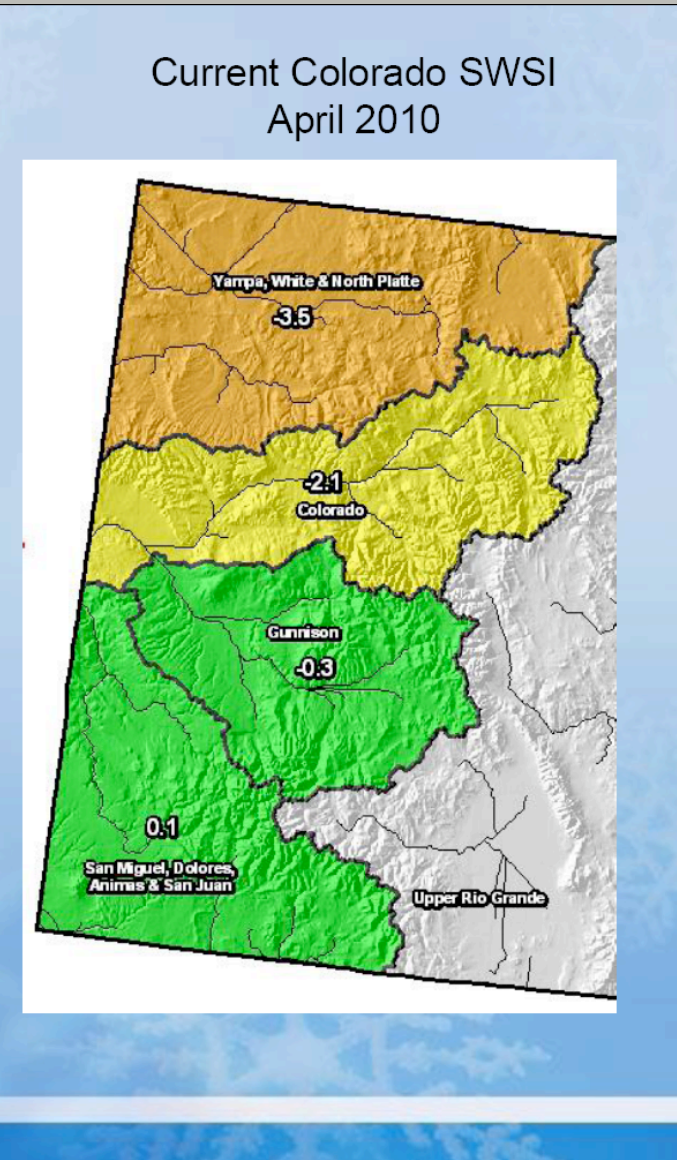 Current Colorado SWSI
April 2010
Yampa, White & North Platte
-3.5
-2.1
Colorado
Gunnison
-0.3
0.1
San Miguel, Dolores,
Animas & San Juan
Upper Rio Grande